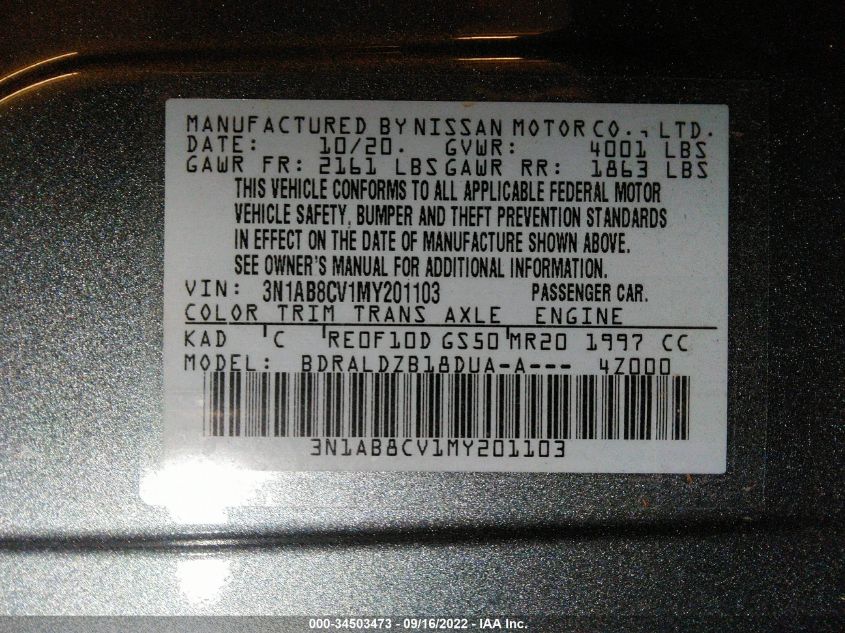 MANUFACTURED BY NISSAN MOTOR CO., LTD.
DATE: 10/20. GVWR: 4001 LBS
GAWR FR: 2161 LBS GAWR RR: 1863 LBS
THIS VEHICLE CONFORMS TO ALL APPLICABLE FEDERAL MOTOR
VEHICLE SAFETY, BUMPER AND THEFT PREVENTION STANDARDS
IN EFFECT ON THE DATE OF MANUFACTURE SHOWN ABOVE.
SEE OWNER'S MANUAL FOR ADDITIONAL INFORMATION.
VIN: 3N1AB8CV1MY201103 PASSENGER CAR.
COLOR TRIM TRANS AXLE ENGINE
KAD C RE0F10D GS50 MR20 1997 CC
MODEL: BDRALDZB18DUA-A--- 4Z000
3N1AB8CV1MY201103
000-34503473 - 09/16/2022 - IAA Inc.